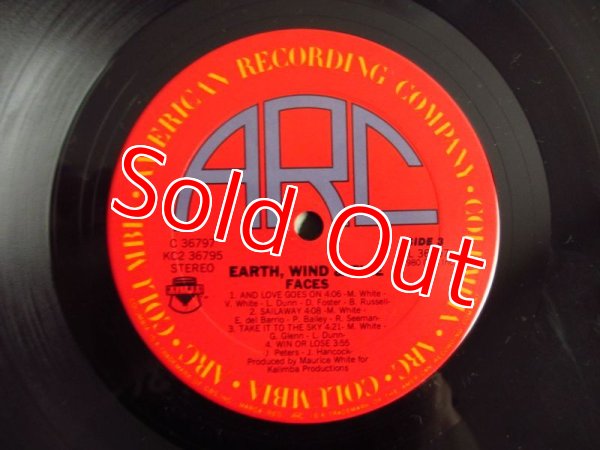 AMERICAN RECORDING COMPANY • COLUMBIA • ARC • COLUMBIA • ARC • COLUMBIA
ARC
Sold Out
C 36797
KC2 36795
STEREO
SIDE 3
EARTH, WIND
FACES
1. AND LOVE GOES ON 4:06 -M. White-
V. White- L. Dunn- D. Foster- B. Russell-
2. SAILAWAY 4:08 -M. White-
E. del Barrio- P. Bailey- R. Seeman-
3. TAKE IT TO THE SKY 4:21- M. White-
G. Glenn- L. Dunn-
4. WIN OR LOSE 3:55
J. Peters- J. Hancock-
Produced by Maurice White for
Kalimba Productions